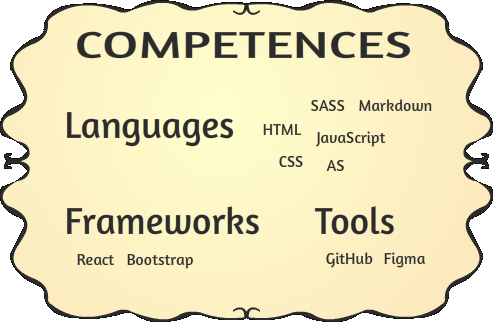 COMPETENCES
Languages
SASS Markdown
HTML JavaScript
CSS AS
Frameworks
React Bootstrap
Tools
GitHub Figma